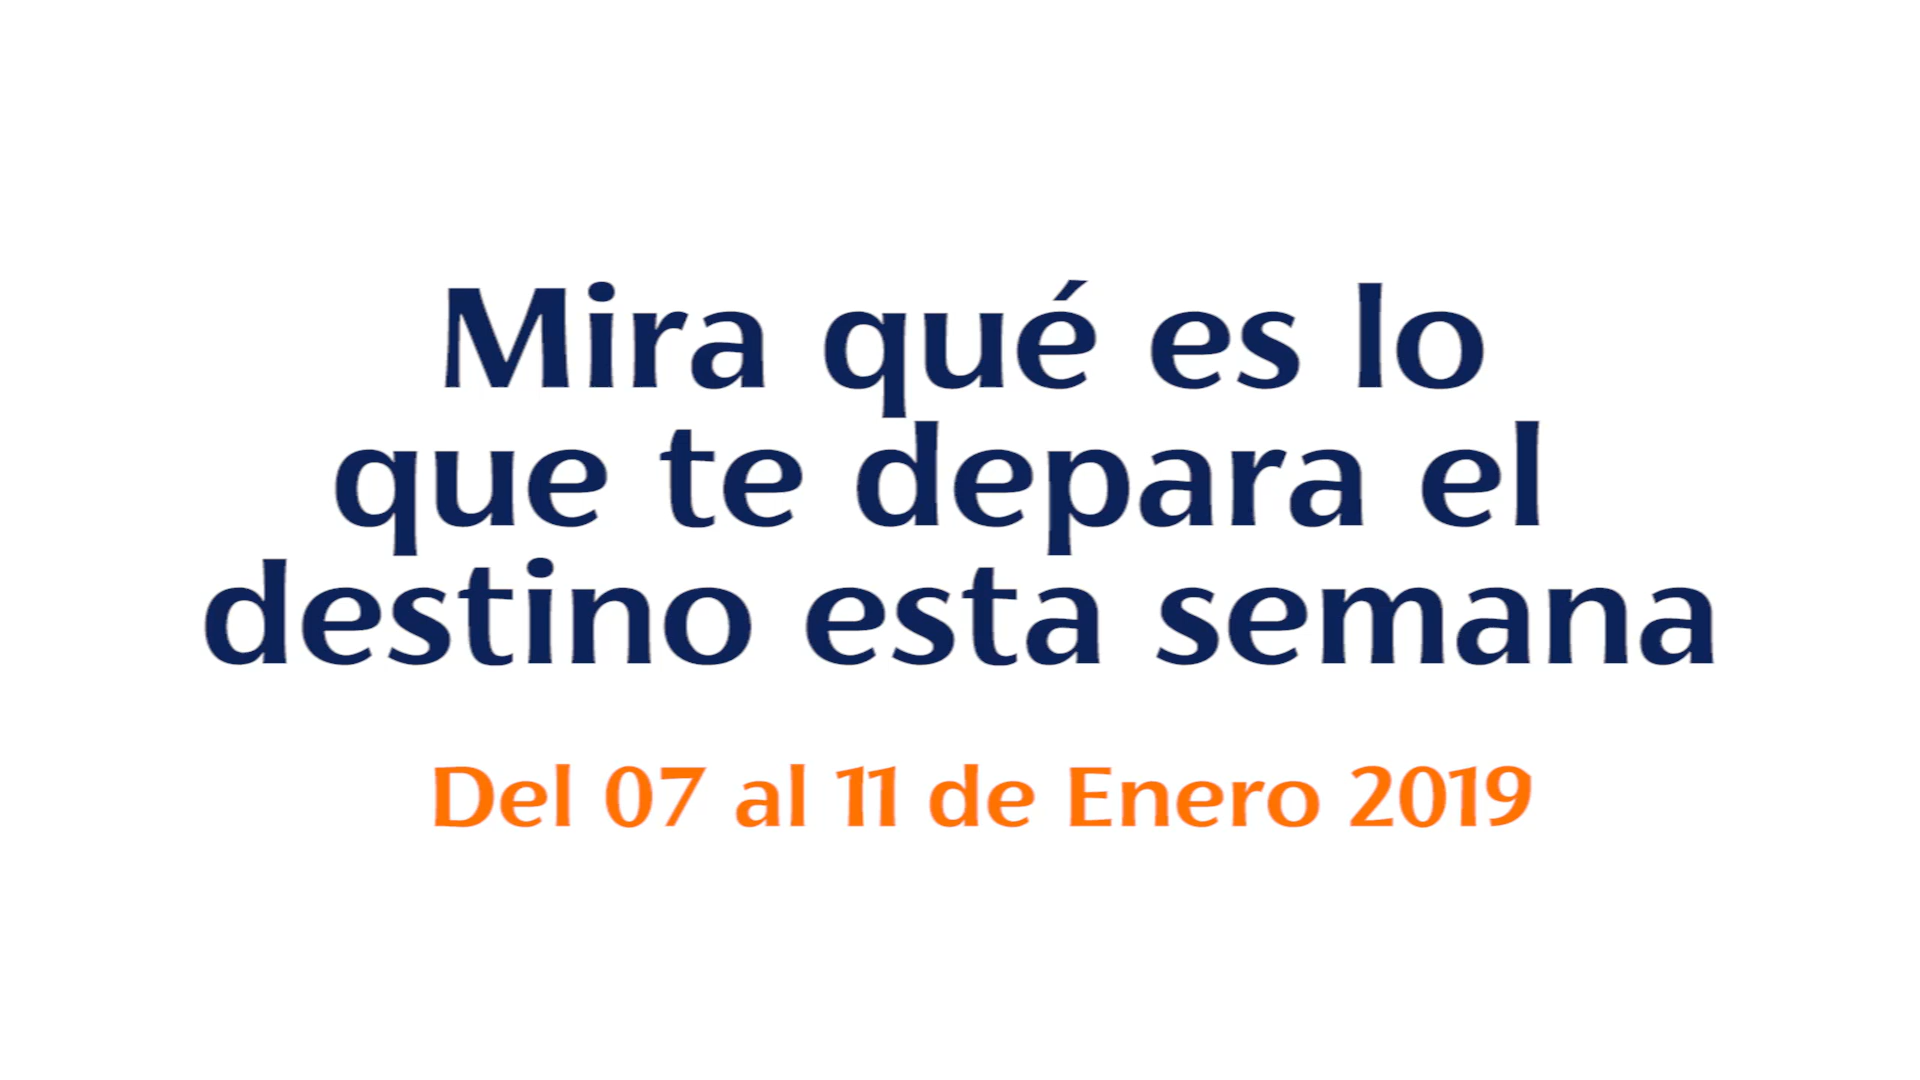 Mira qué es lo
que te depara el
destino esta semana
Del 07 al 11 de Enero 2019